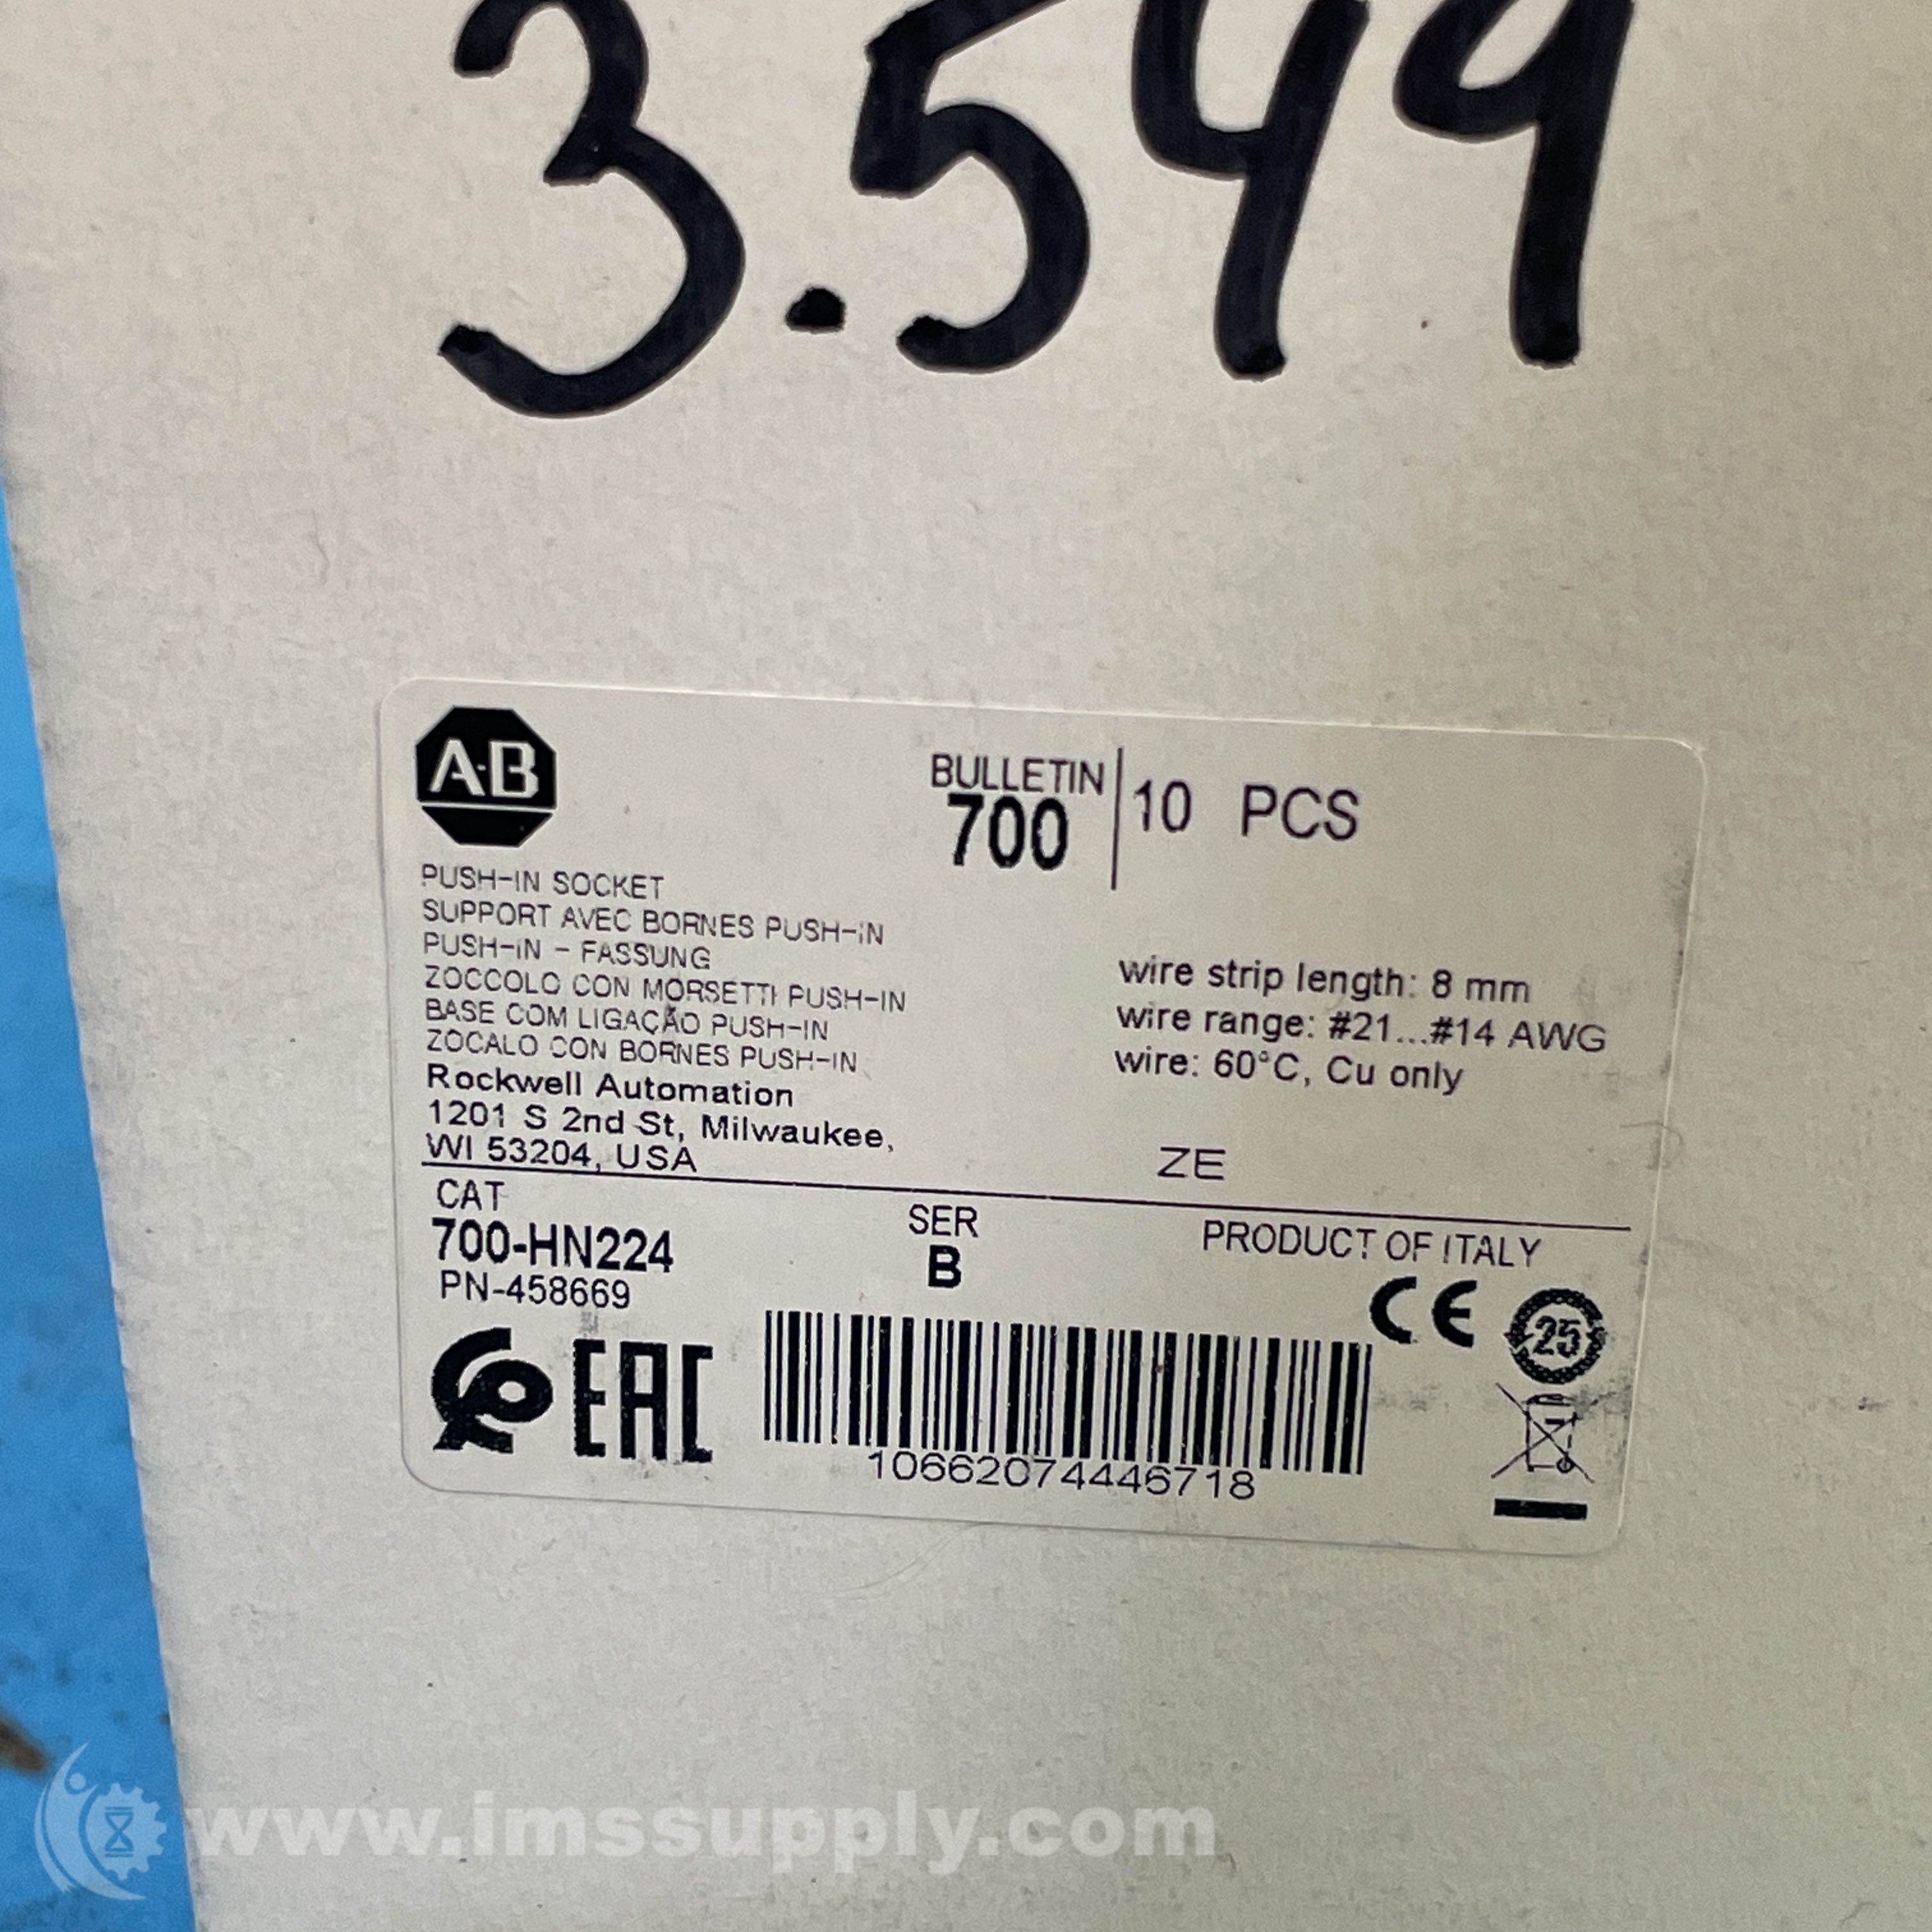 3.549
A-B
BULLETIN
700
10 PCS
PUSH-IN SOCKET
SUPPORT AVEC BORNES PUSH-IN
PUSH-IN - FASSUNG
ZOCCOLO CON MORSETTI PUSH-IN
BASE COM LIGAÇÃO PUSH-IN
ZOCALO CON BORNES PUSH-IN
Rockwell Automation
1201 S 2nd St, Milwaukee,
WI 53204, USA
wire strip length: 8 mm
wire range: #21...#14 AWG
wire: 60°C, Cu only
ZE
CAT
700-HN224
PN-458669
SER
B
PRODUCT OF ITALY
CE
25
EAC
10662074446718
www.imssupply.com